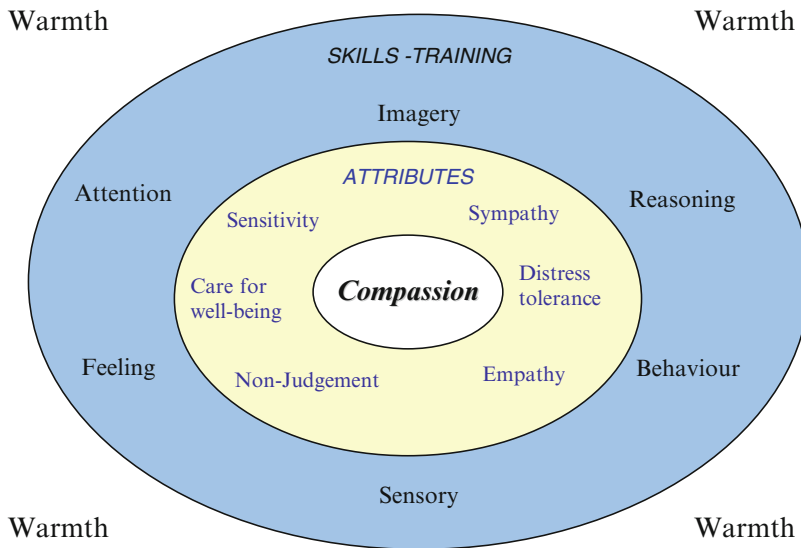 Warmth
Warmth
SKILLS -TRAINING
Imagery
Attention
Reasoning
ATTRIBUTES
Sensitivity
Sympathy
Care for
well-being
Compassion
Distress
tolerance
Feeling
Non-Judgement
Empathy
Behaviour
Sensory
Warmth
Warmth